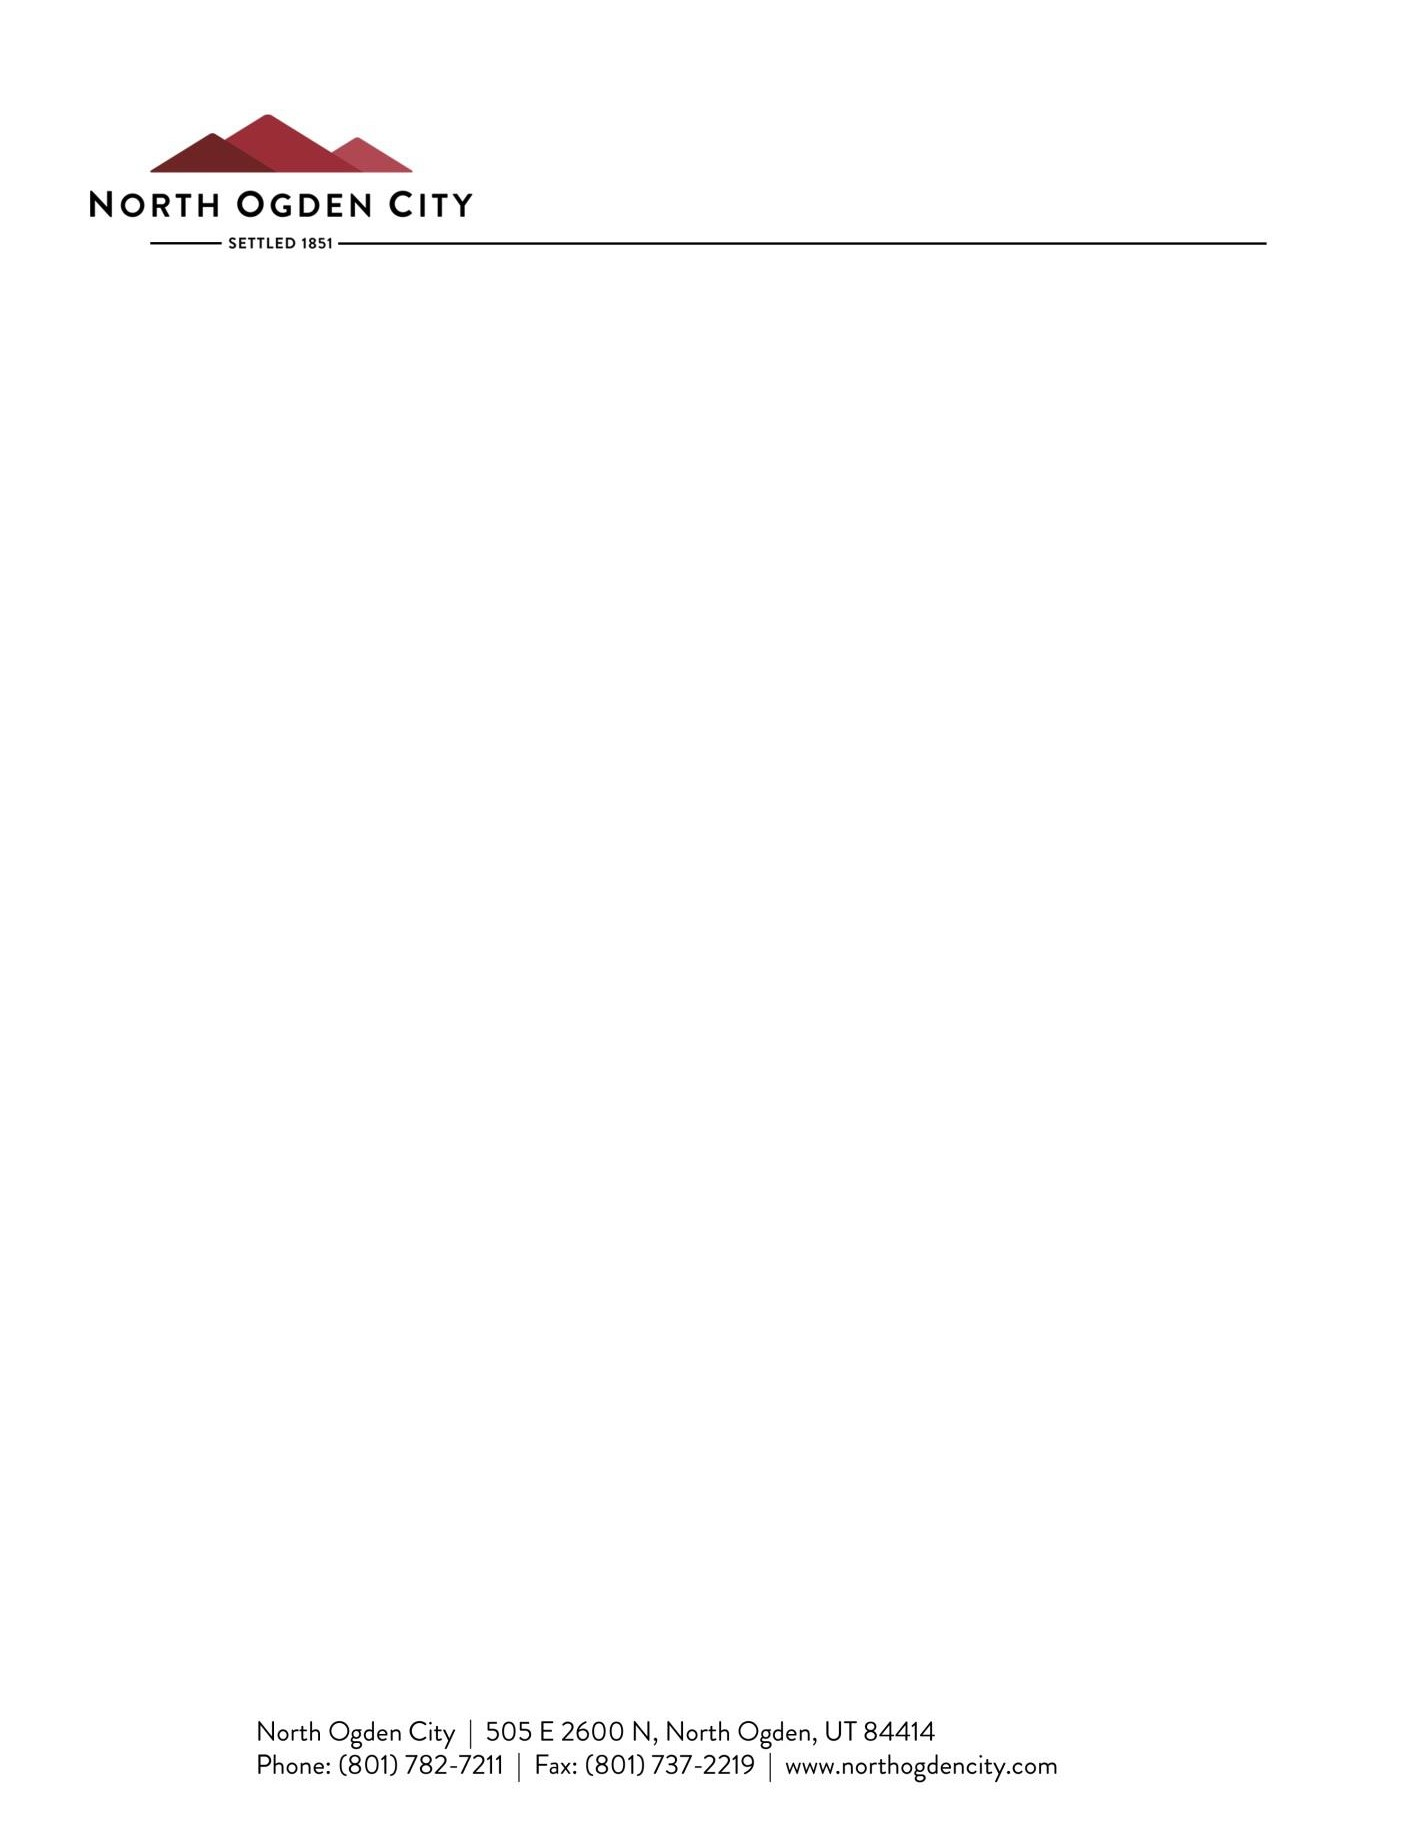 NORTH OGDEN CITY
SETTLED 1851
North Ogden City | 505 E 2600 N, North Ogden, UT 84414
Phone: (801) 782-7211 | Fax: (801) 737-2219 | www.northogdencity.com